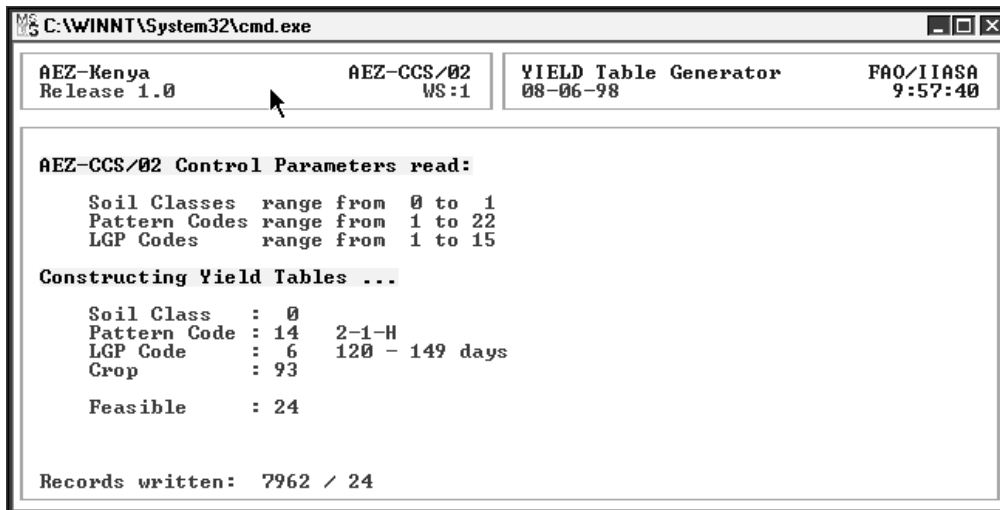 C:\WINNT\System32\cmd.exe
AEZ-Kenya AEZ-CCS/02 YIELD Table Generator FAO/IIASA
Release 1.0 WS:1 08-06-98 9:57:40
AEZ-CCS/02 Control Parameters read:
Soil Classes range from 0 to 1
Pattern Codes range from 1 to 22
LGP Codes range from 1 to 15
Constructing Yield Tables ...
Soil Class : 0
Pattern Code : 14 2-1-H
LGP Code : 6 120 - 149 days
Crop : 93
Feasible : 24
Records written: 7962 / 24